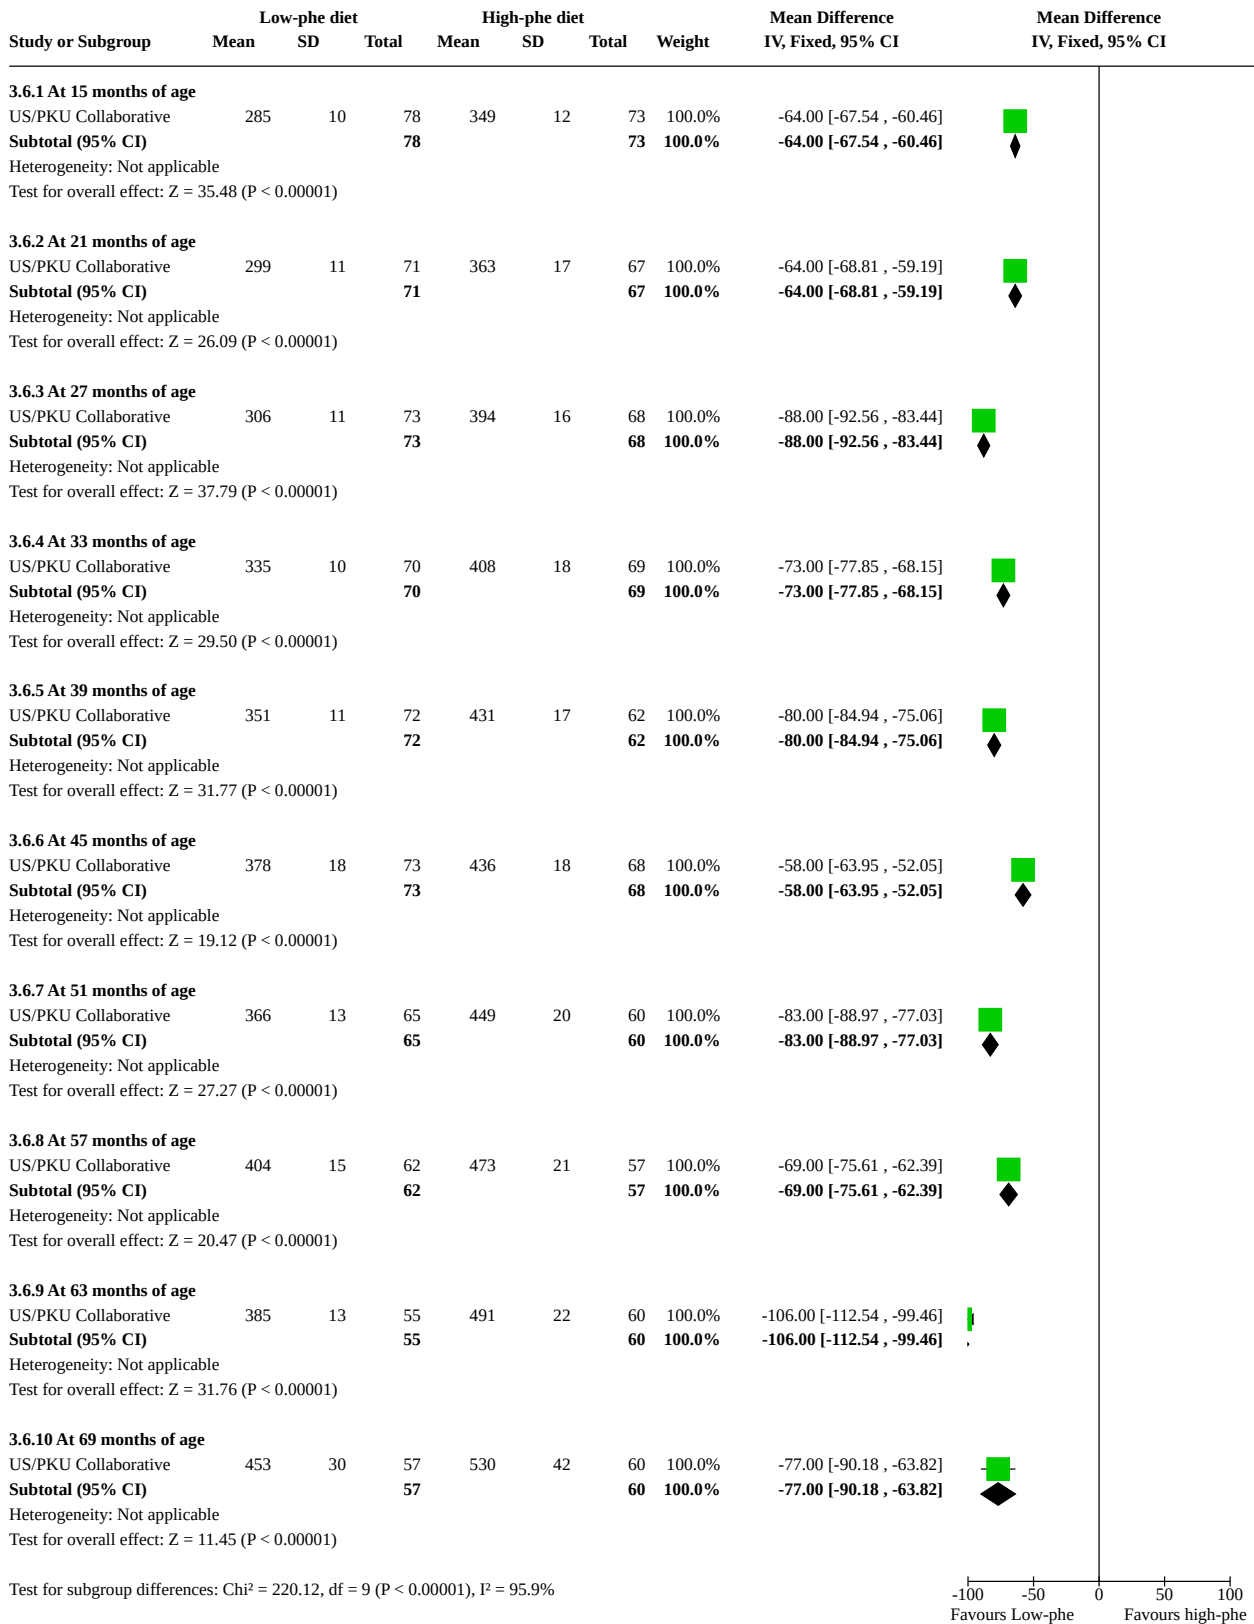 Low-phe diet High-phe diet Mean Difference Mean Difference
Study or Subgroup Mean SD Total Mean SD Total Weight IV, Fixed, 95% CI IV, Fixed, 95% CI
3.6.1 At 15 months of age
US/PKU Collaborative 285 10 78 349 12 73 100.0% -64.00 [-67.54 , -60.46]
Subtotal (95% CI) 78 73 100.0% -64.00 [-67.54 , -60.46]
Heterogeneity: Not applicable
Test for overall effect: Z = 35.48 (P < 0.00001)
3.6.2 At 21 months of age
US/PKU Collaborative 299 11 71 363 17 67 100.0% -64.00 [-68.81 , -59.19]
Subtotal (95% CI) 71 67 100.0% -64.00 [-68.81 , -59.19]
Heterogeneity: Not applicable
Test for overall effect: Z = 26.09 (P < 0.00001)
3.6.3 At 27 months of age
US/PKU Collaborative 306 11 73 394 16 68 100.0% -88.00 [-92.56 , -83.44]
Subtotal (95% CI) 73 68 100.0% -88.00 [-92.56 , -83.44]
Heterogeneity: Not applicable
Test for overall effect: Z = 37.79 (P < 0.00001)
3.6.4 At 33 months of age
US/PKU Collaborative 335 10 70 408 18 69 100.0% -73.00 [-77.85 , -68.15]
Subtotal (95% CI) 70 69 100.0% -73.00 [-77.85 , -68.15]
Heterogeneity: Not applicable
Test for overall effect: Z = 29.50 (P < 0.00001)
3.6.5 At 39 months of age
US/PKU Collaborative 351 11 72 431 17 62 100.0% -80.00 [-84.94 , -75.06]
Subtotal (95% CI) 72 62 100.0% -80.00 [-84.94 , -75.06]
Heterogeneity: Not applicable
Test for overall effect: Z = 31.77 (P < 0.00001)
3.6.6 At 45 months of age
US/PKU Collaborative 378 18 73 436 18 68 100.0% -58.00 [-63.95 , -52.05]
Subtotal (95% CI) 73 68 100.0% -58.00 [-63.95 , -52.05]
Heterogeneity: Not applicable
Test for overall effect: Z = 19.12 (P < 0.00001)
3.6.7 At 51 months of age
US/PKU Collaborative 366 13 65 449 20 60 100.0% -83.00 [-88.97 , -77.03]
Subtotal (95% CI) 65 60 100.0% -83.00 [-88.97 , -77.03]
Heterogeneity: Not applicable
Test for overall effect: Z = 27.27 (P < 0.00001)
3.6.8 At 57 months of age
US/PKU Collaborative 404 15 62 473 21 57 100.0% -69.00 [-75.61 , -62.39]
Subtotal (95% CI) 62 57 100.0% -69.00 [-75.61 , -62.39]
Heterogeneity: Not applicable
Test for overall effect: Z = 20.47 (P < 0.00001)
3.6.9 At 63 months of age
US/PKU Collaborative 385 13 55 491 22 60 100.0% -106.00 [-112.54 , -99.46]
Subtotal (95% CI) 55 60 100.0% -106.00 [-112.54 , -99.46]
Heterogeneity: Not applicable
Test for overall effect: Z = 31.76 (P < 0.00001)
3.6.10 At 69 months of age
US/PKU Collaborative 453 30 57 530 42 60 100.0% -77.00 [-90.18 , -63.82]
Subtotal (95% CI) 57 60 100.0% -77.00 [-90.18 , -63.82]
Heterogeneity: Not applicable
Test for overall effect: Z = 11.45 (P < 0.00001)
Test for subgroup differences: Chi² = 220.12, df = 9 (P < 0.00001), I² = 95.9%
-100 -50 0 50 100
Favours Low-phe Favours high-phe